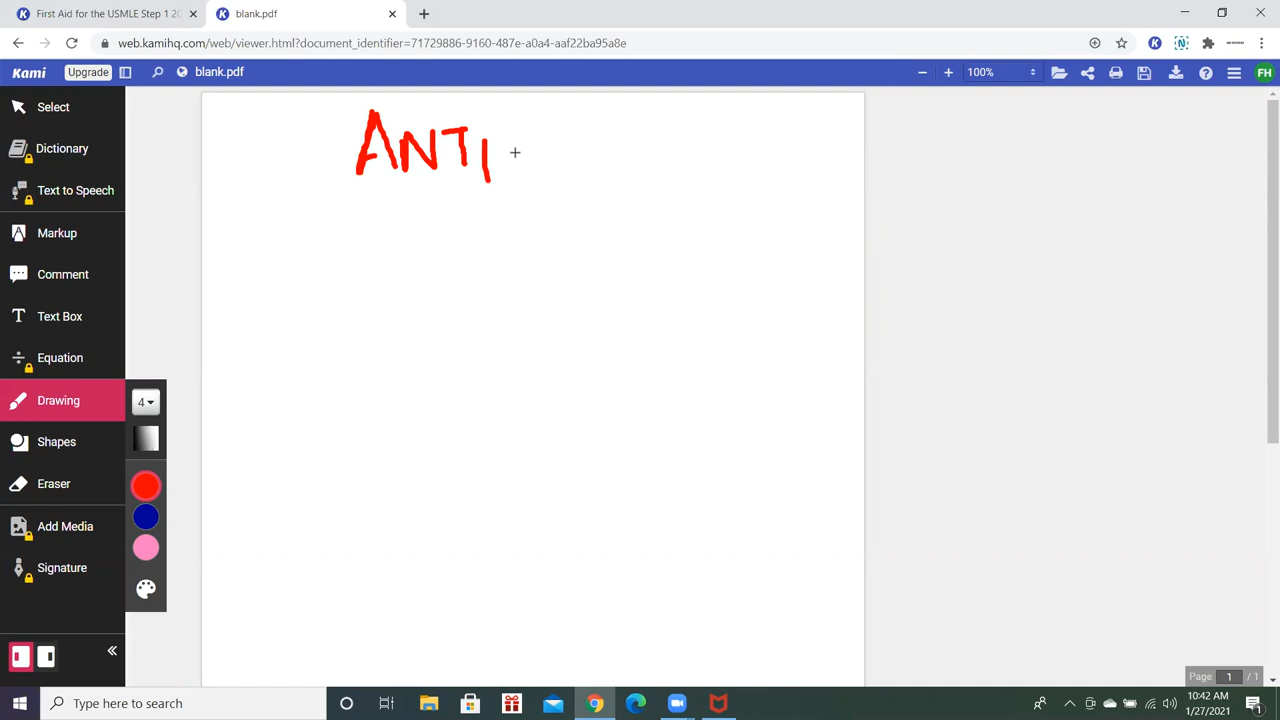 First Aid for the USMLE Step 1 20
blank.pdf
web.kamihq.com/web/viewer.html?document_identifier=71729886-9160-487e-abe4-aaf22ba95a8e
Kami
Upgrade
blank.pdf
100%
FH
Select
Dictionary
Text to Speech
Markup
Comment
Text Box
Equation
Drawing
Shapes
Eraser
Add Media
Signature
4
ANTI
Page 1 / 1
Type here to search
10:42 AM
1/27/2021